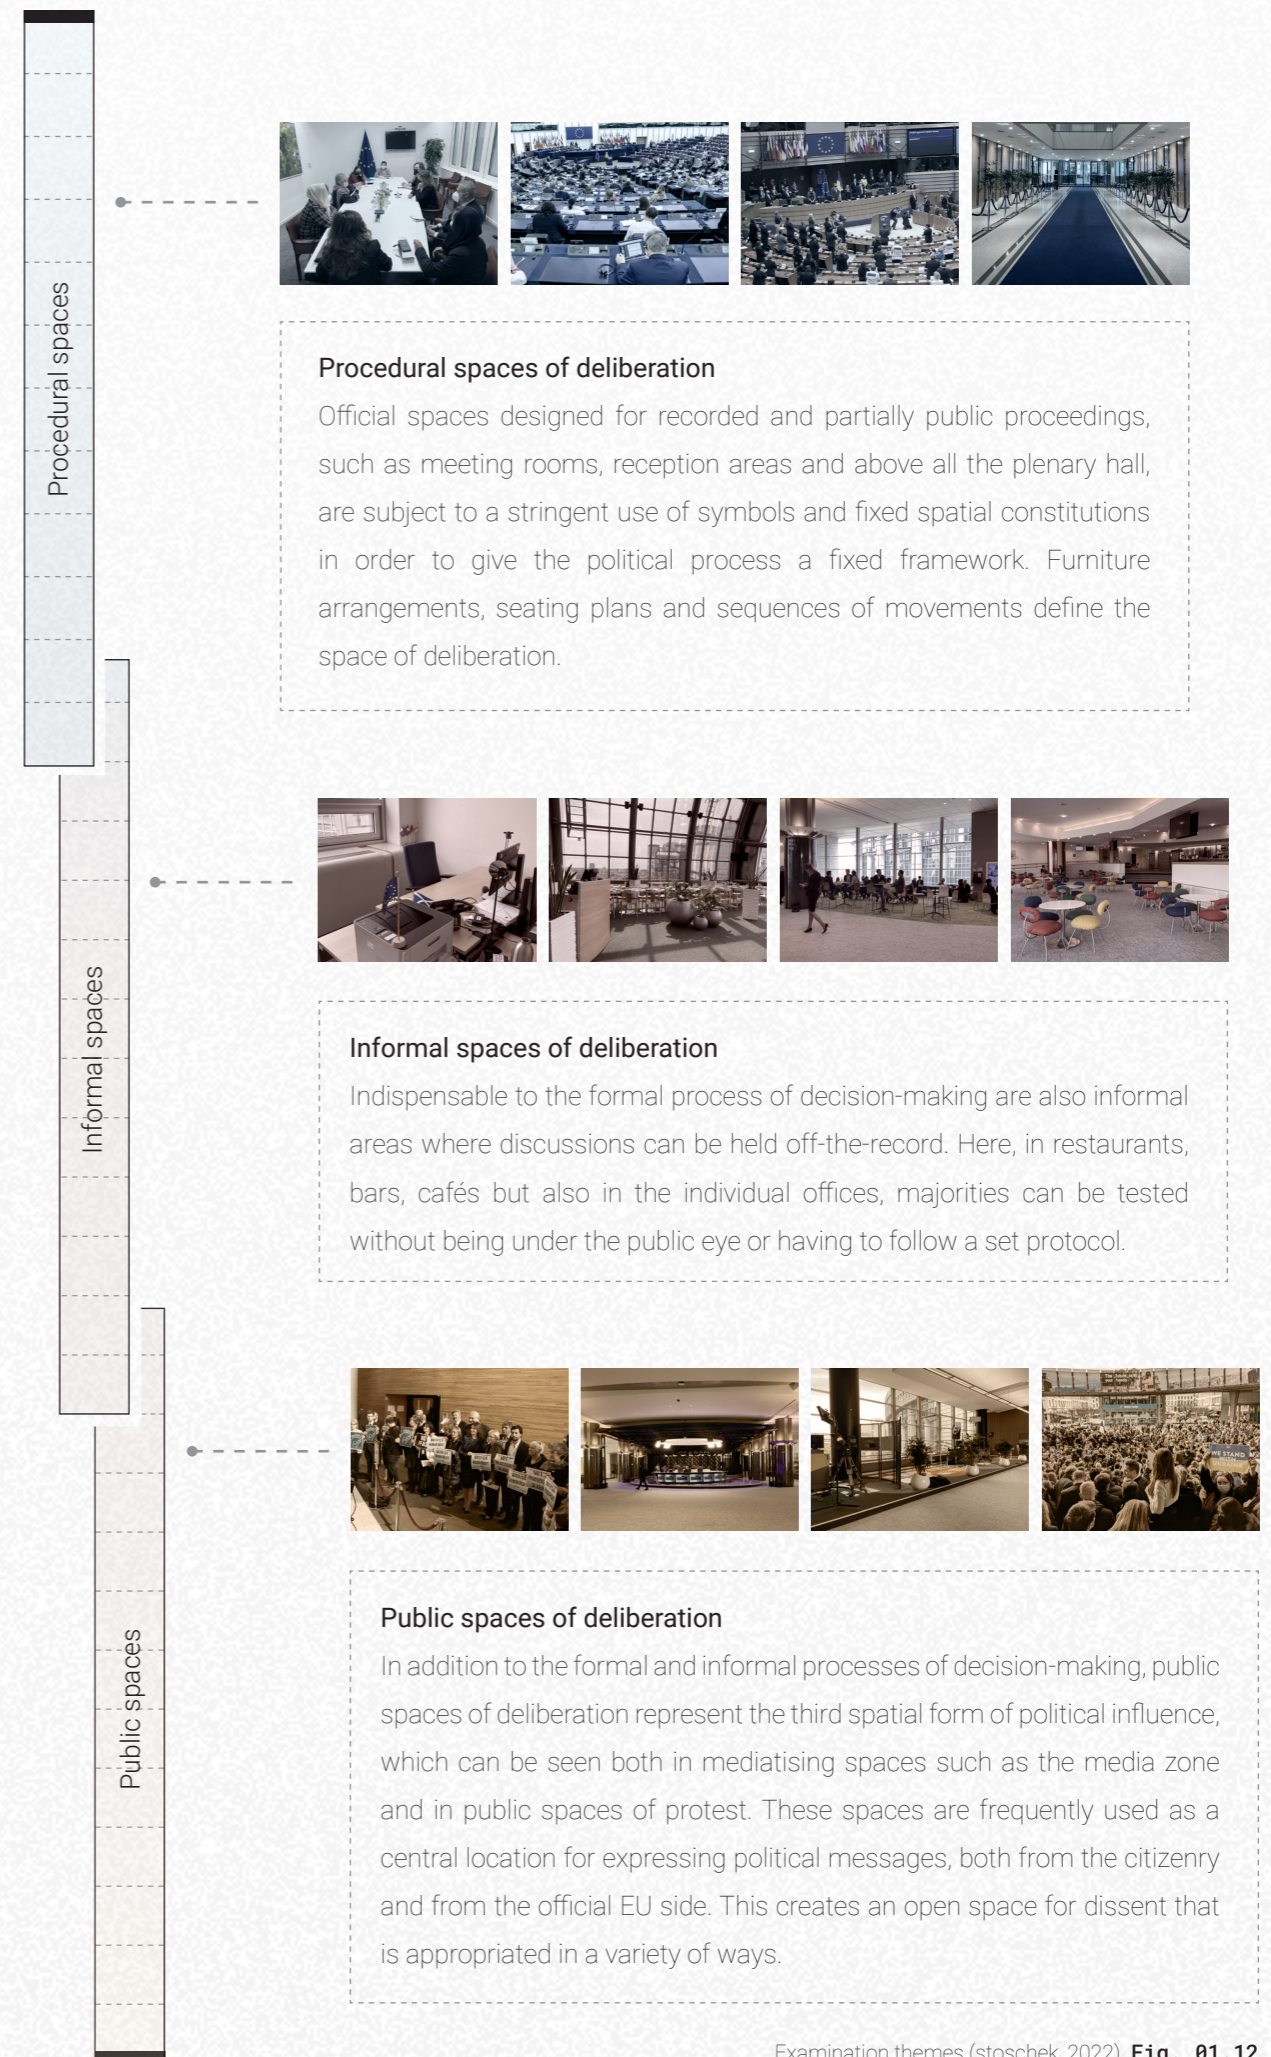 Procedural spaces
Procedural spaces of deliberation
Official spaces designed for recorded and partially public proceedings,
such as meeting rooms, reception areas and above all the plenary hall,
are subject to a stringent use of symbols and fixed spatial constitutions
in order to give the political process a fixed framework. Furniture
arrangements, seating plans and sequences of movements define the
space of deliberation.
Informal spaces
Informal spaces of deliberation
Indispensable to the formal process of decision-making are also informal
areas where discussions can be held off-the-record. Here, in restaurants,
bars, cafés but also in the individual offices, majorities can be tested
without being under the public eye or having to follow a set protocol.
WE STAND
WITH
UKRAINE
Public spaces
Public spaces of deliberation
In addition to the formal and informal processes of decision-making, public
spaces of deliberation represent the third spatial form of political influence,
which can be seen both in mediatising spaces such as the media zone
and in public spaces of protest. These spaces are frequently used as a
central location for expressing political messages, both from the citizenry
and from the official EU side. This creates an open space for dissent that
is appropriated in a variety of ways.
Examination themes (stoschek, 2022) Fig. 01.12